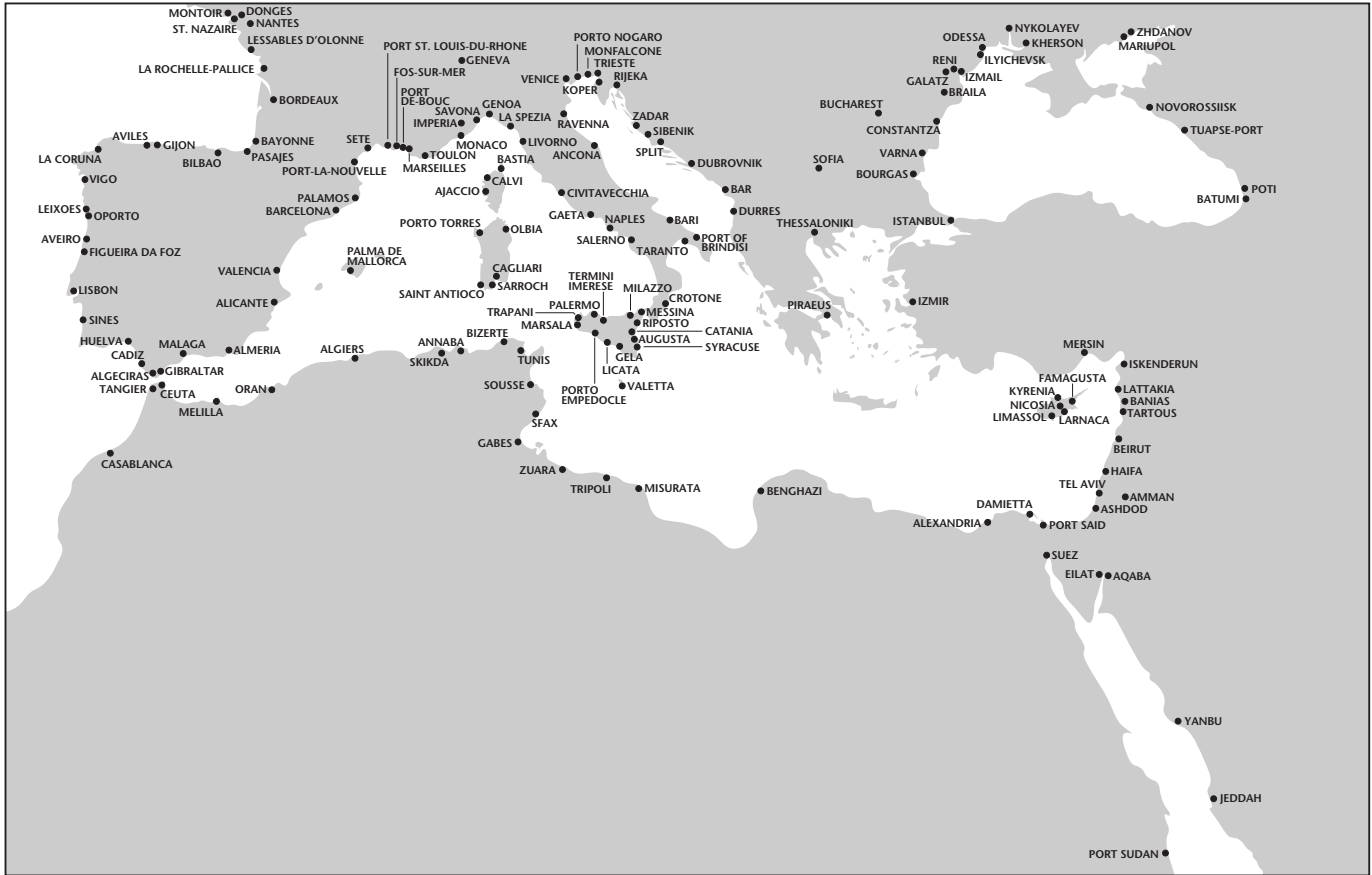 MONTOIR
DONGES
ST. NAZAIRE
NANTES
LESSABLES D'OLONNE
LA ROCHELLE-PALLICE
BORDEAUX
PORT ST. LOUIS-DU-RHONE
GENEVA
FOS-SUR-MER
PORT
DE-BOUC
SAVONA
IMPERIA
GENOA
LA SPEZIA
PORTO NOGARO
MONFALCONE
TRIESTE
VENICE
RIJEKA
KOPER
RAVENNA
ZADAR
SIBENIK
SPLIT
ANCONA
DUBROVNIK
LIVORNO
MONACO
BASTIA
TOULON
MARSEILLES
SETE
PORT-LA-NOUVELLE
CALVI
AJACCIO
AVILES
GIJON
LA CORUNA
BILBAO
BAYONNE
PASAJES
VIGO
LEIXOES
OPORTO
AVEIRO
FIGUEIRA DA FOZ
LISBON
SINES
HUELVA
CADIZ
ALGECIRAS
TANGIER
GIBRALTAR
CEUTA
MALAGA
MELILLA
ALMERIA
ALICANTE
VALENCIA
PALAMOS
BARCELONA
PALMA DE
MALLORCA
ORAN
ALGIERS
CASABLANCA
PORTO TORRES
OLBIA
CAGLIARI
SARROCH
SAINT ANTIOCO
CIVITAVECCHIA
GAETA
NAPLES
SALERNO
BARI
TARANTO
PORT OF
BRINDISI
BAR
DURRES
TERMINI
IMERESE
MILAZZO
CROTONE
PALERMO
MESSINA
TRAPANI
RIPOSTO
MARSALA
CATANIA
AUGUSTA
SYRACUSE
GELA
LICATA
PORTO
EMPEDOCLE
VALETTA
SKIKDA
ANNABA
BIZERTE
TUNIS
SOUSSE
SFAX
GABES
ZUARA
TRIPOLI
MISURATA
BENGHAZI
NYKOLAYEV
ODESSA
KHERSON
ZHDANOV
MARIUPOL
ILYICHEVSK
RENI
IZMAIL
GALATZ
BRAILA
BUCHAREST
CONSTANTZA
NOVOROSSIISK
TUAPSE-PORT
VARNA
SOFIA
BOURGAS
POTI
BATUMI
ISTANBUL
THESSALONIKI
PIRAEUS
IZMIR
MERSIN
ISKENDERUN
FAMAGUSTA
KYRENIA
NICOSIA
LIMASSOL
LARNACA
LATTAKIA
BANIAS
TARTOUS
BEIRUT
HAIFA
TEL AVIV
AMMAN
ASHDOD
DAMIETTA
ALEXANDRIA
PORT SAID
SUEZ
EILAT
AQABA
YANBU
JEDDAH
PORT SUDAN